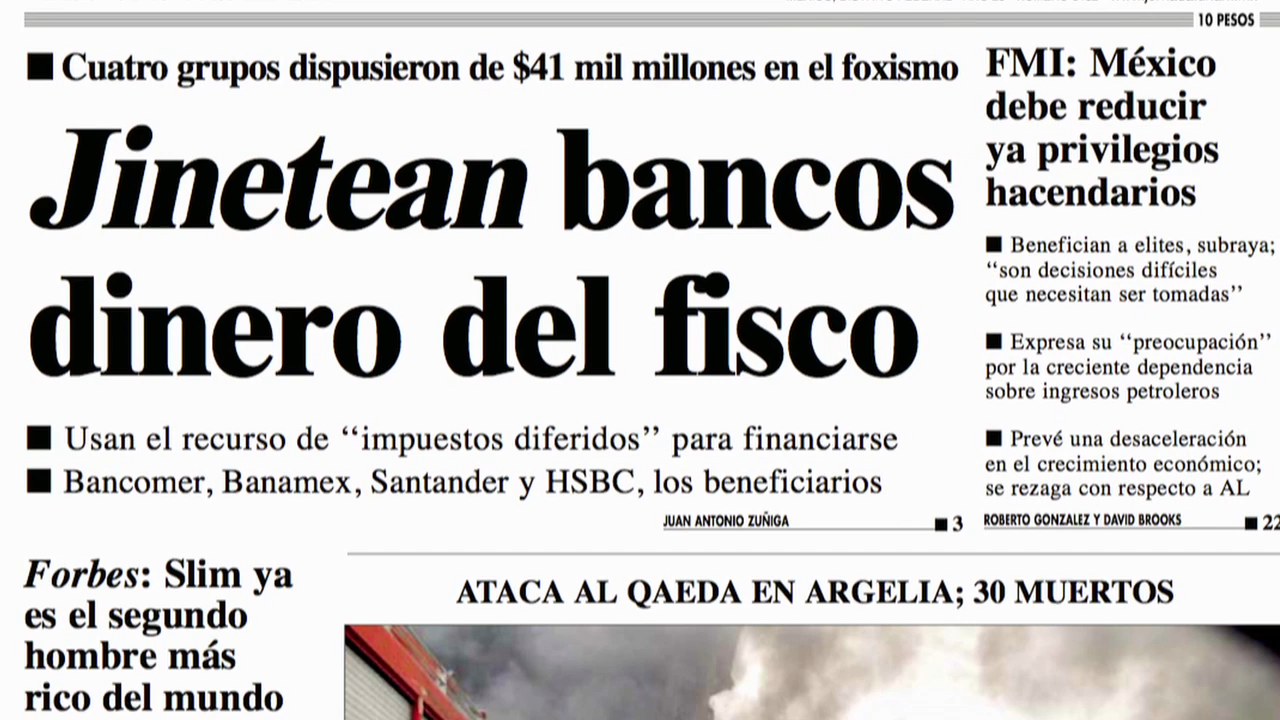 10 PESOS
■ Cuatro grupos dispusieron de $41 mil millones en el foxismo
Jinetean bancos
dinero del fisco
■ Usan el recurso de ‘‘impuestos diferidos’’ para financiarse
■ Bancomer, Banamex, Santander y HSBC, los beneficiarios
JUAN ANTONIO ZUÑIGA ■ 3
FMI: México
debe reducir
ya privilegios
hacendarios
■ Benefician a elites, subraya;
‘‘son decisiones difíciles
que necesitan ser tomadas’’
■ Expresa su ‘‘preocupación’’
por la creciente dependencia
sobre ingresos petroleros
■ Prevé una desaceleración
en el crecimiento económico;
se rezaga con respecto a AL
ROBERTO GONZALEZ Y DAVID BROOKS ■ 22
Forbes: Slim ya
es el segundo
hombre más
rico del mundo
ATACA AL QAEDA EN ARGELIA; 30 MUERTOS